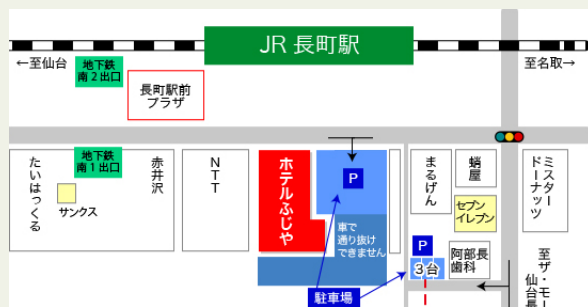 JR 長町駅
←至仙台
地下鉄
南2出口
長町駅前
プラザ
至名取→
地下鉄
南1出口
たいはっくる
サンクス
赤井沢
NTT
ホテルふじや
P
車で
通り抜け
できません
まるげん
蛸屋
セブン
イレブン
ミスター
ドーナッツ
P
3台
阿部長
歯科
駐車場
至ザ・モー
仙台長